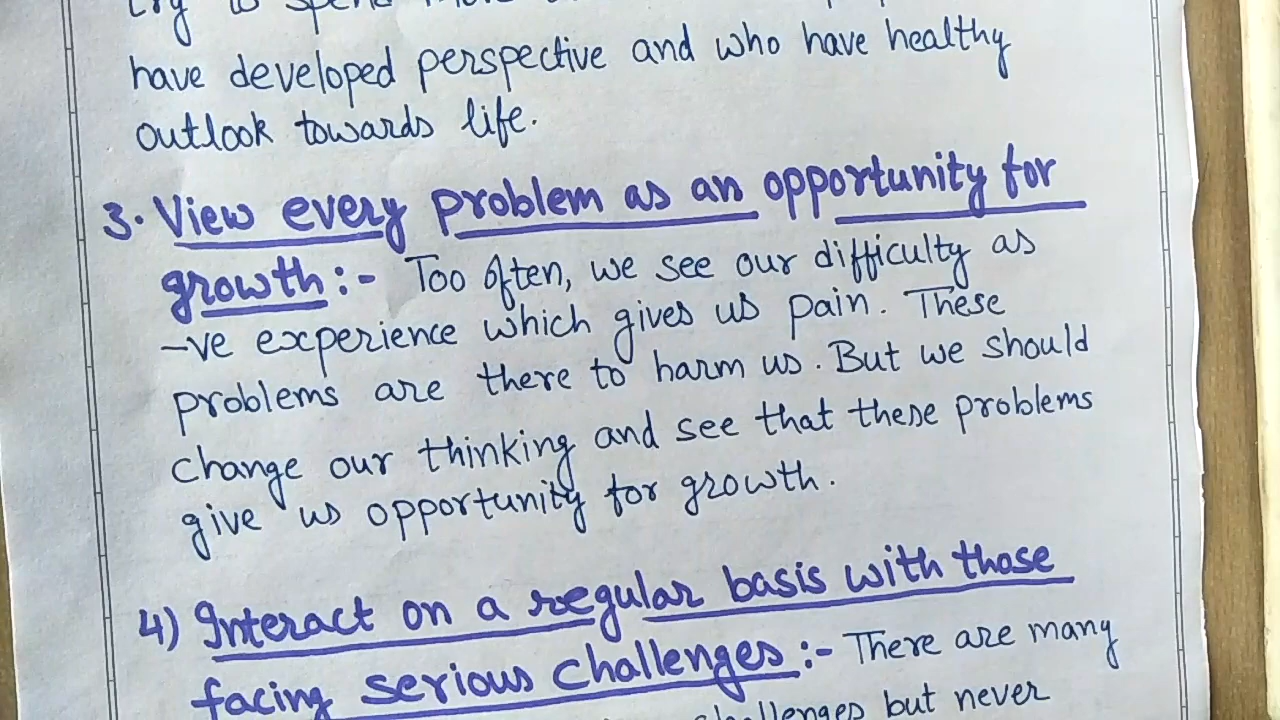 try to spend
have developed perspective and who have healthy
outlook towards life.
3. View every problem as an opportunity for
growth:- Too often, we see our difficulty as
-ve experience which gives us pain. These
problems are there to harm us. But we should
change our thinking and see that these problems
give us opportunity for growth.
4) Interact on a regular basis with those
facing serious challenges:- There are many
challenges but never